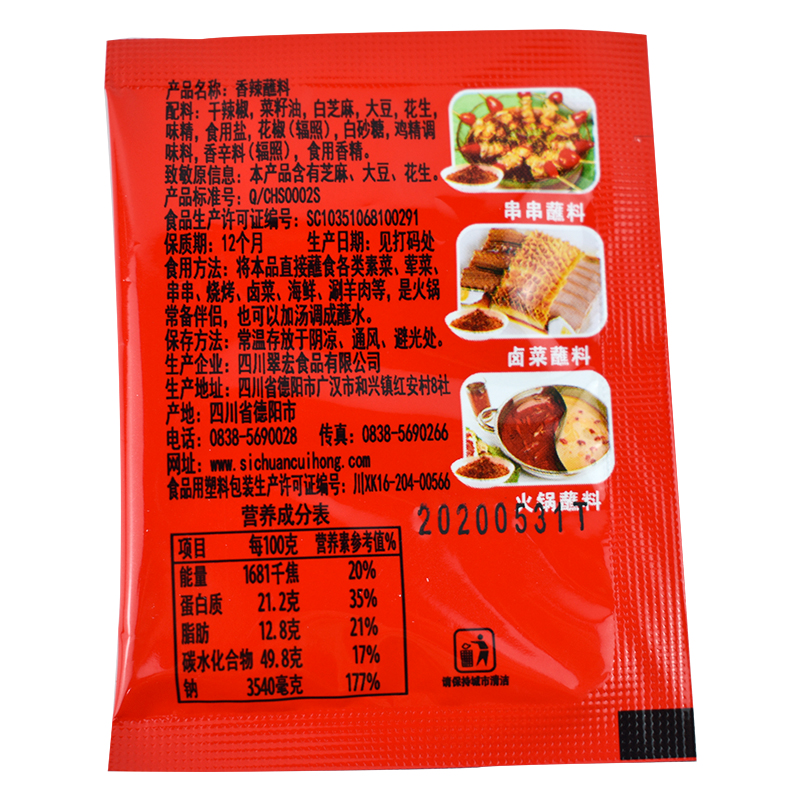 产品名称：香辣蘸料
配料：干辣椒，菜籽油，白芝麻，大豆，花生，
味精，食用盐，花椒（辐照），白砂糖，鸡精调
味料，香辛料（辐照），食用香精。
致敏原信息：本产品含有芝麻、大豆、花生。
产品标准号：Q/CHS0002S
食品生产许可证编号：SC10351068100291
保质期：12个月 生产日期：见打码处
食用方法：将本品直接蘸食各类素菜、荤菜、
串串、烧烤、卤菜、海鲜、涮羊肉等，是火锅
常备伴侣，也可以加汤调成蘸水。
保存方法：常温存放于阴凉、通风、避光处。
生产企业：四川翠宏食品有限公司
生产地址：四川省德阳市广汉市和兴镇红安村8社
产地：四川省德阳市
电话：0838-5690028 传真：0838-5690266
网址：www.sichuancuihong.com
食品用塑料包装生产许可证编号：川XK16-204-00566
串串蘸料
卤菜蘸料
火锅蘸料
20200531T
营养成分表
项目 每100克 营养素参考值%
能量 1681千焦 20%
蛋白质 21.2克 35%
脂肪 12.8克 21%
碳水化合物 49.8克 17%
钠 3540毫克 177%
请保持城市清洁